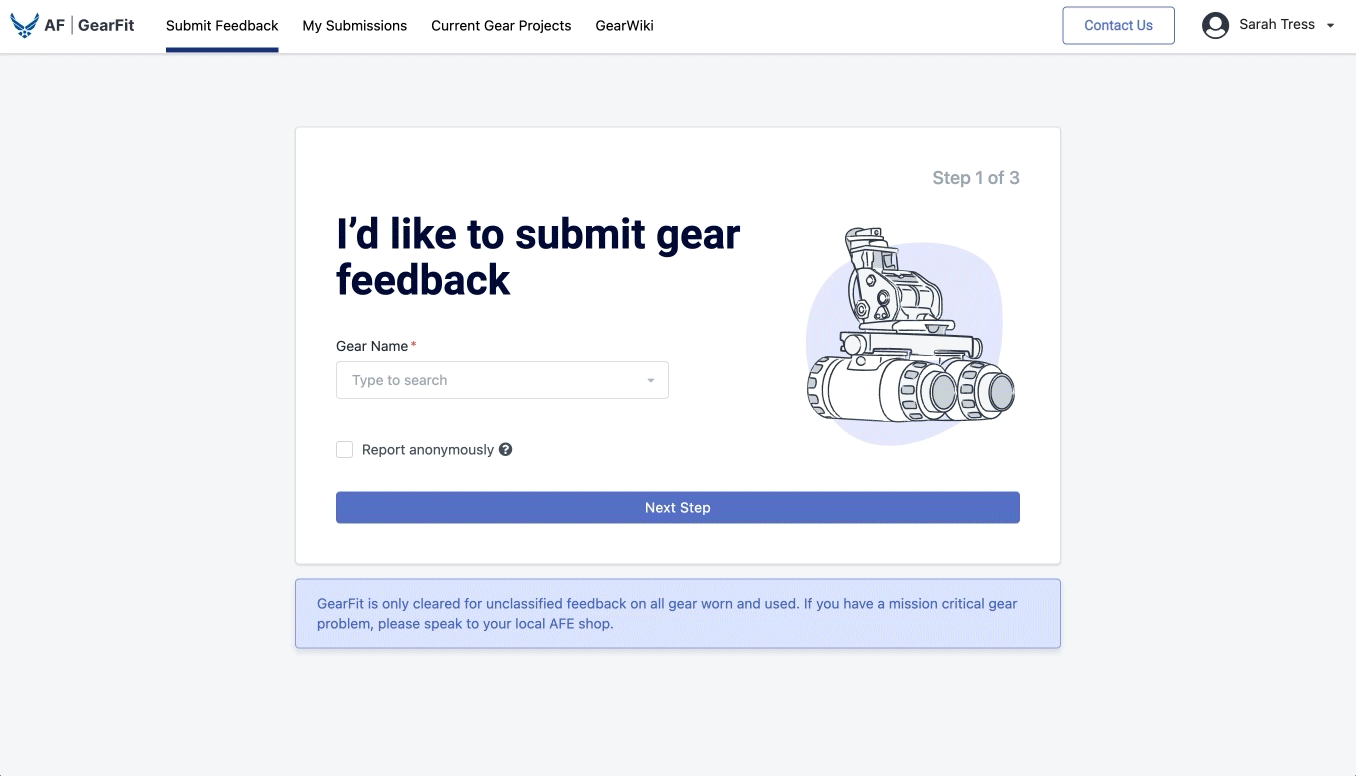 AF | GearFit
Submit Feedback
My Submissions
Current Gear Projects
GearWiki
Contact Us
Sarah Tress
Step 1 of 3
I’d like to submit gear
feedback
Gear Name*
Type to search
Report anonymously ?
Next Step
GearFit is only cleared for unclassified feedback on all gear worn and used. If you have a mission critical gear
problem, please speak to your local AFE shop.